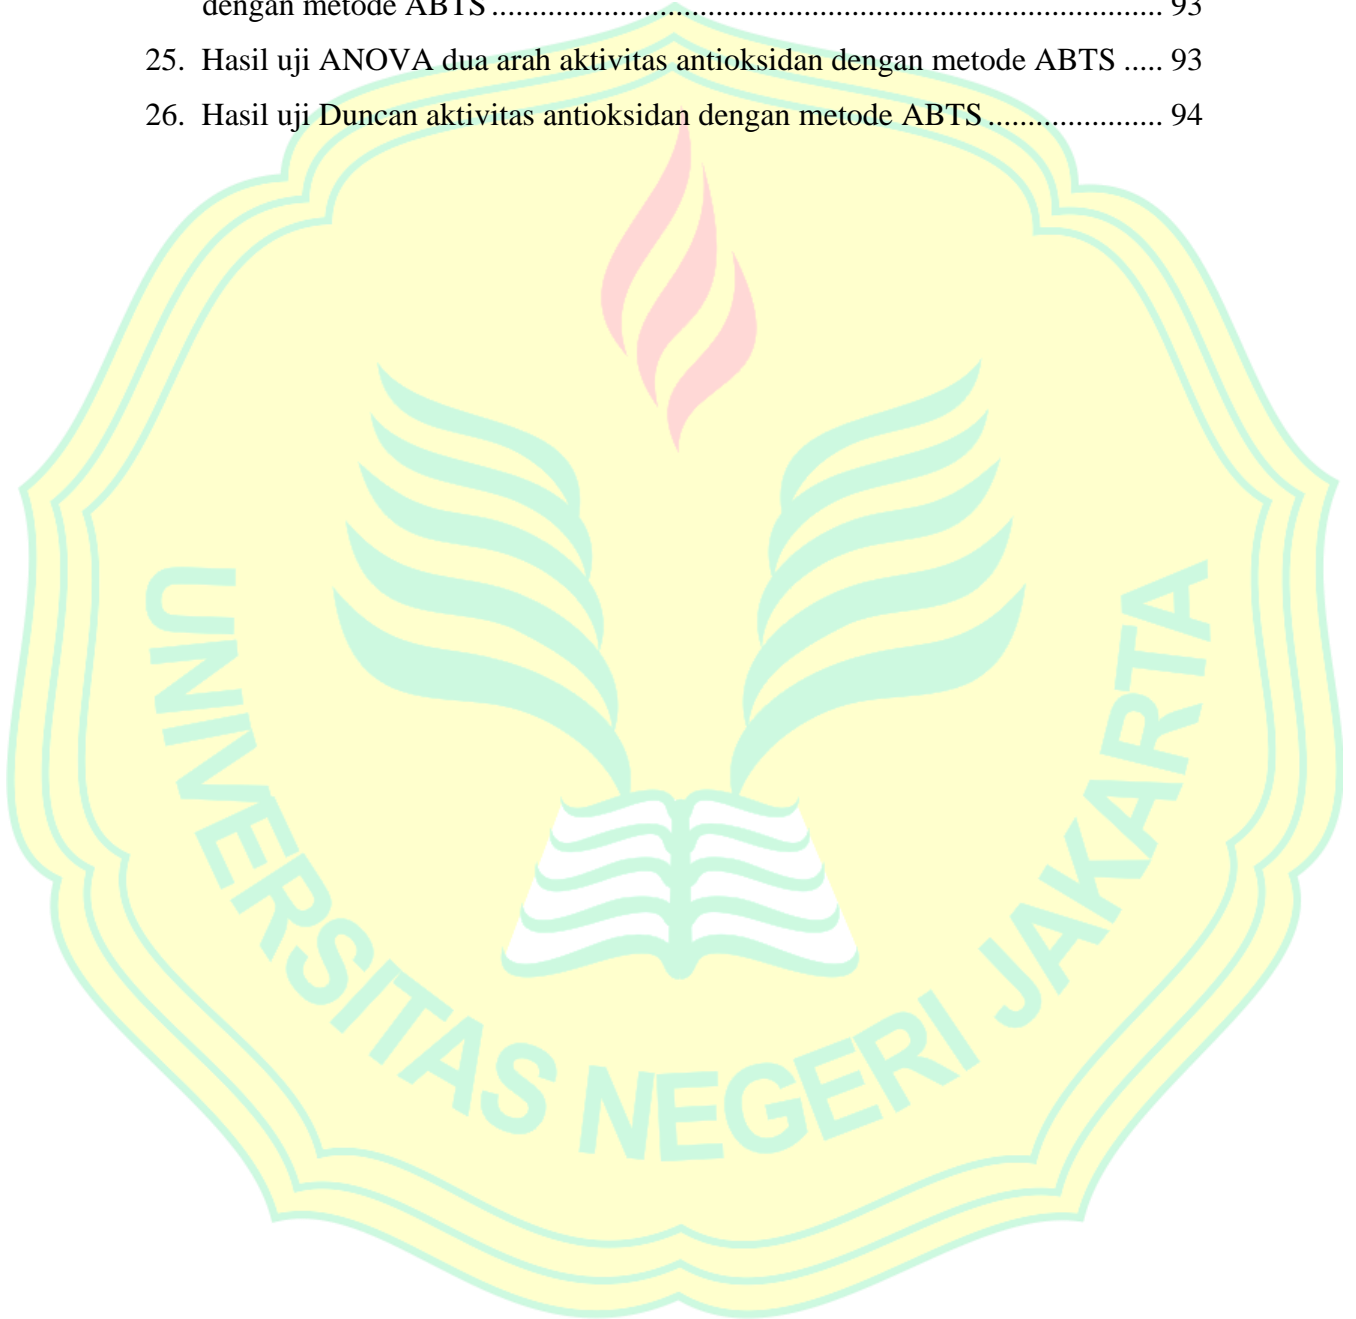 dengan metode ABTS ................................................................................... 93
25. Hasil uji ANOVA dua arah aktivitas antioksidan dengan metode ABTS ..... 93
26. Hasil uji Duncan aktivitas antioksidan dengan metode ABTS ...................... 94
UNIVERSITAS NEGERI JAKARTA